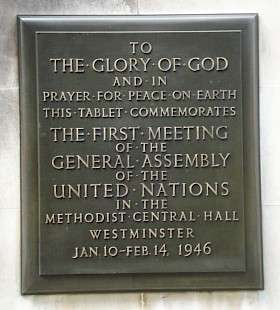 TO
THE·GLORY·OF·GOD
AND·IN
PRAYER·FOR·PEACE·ON·EARTH
THIS·TABLET·COMMEMORATES
THE·FIRST·MEETING
OF·THE
GENERAL·ASSEMBLY
OF·THE
UNITED·NATIONS
IN·THE
METHODIST·CENTRAL·HALL
WESTMINSTER
JAN.10–FEB.14. 1946